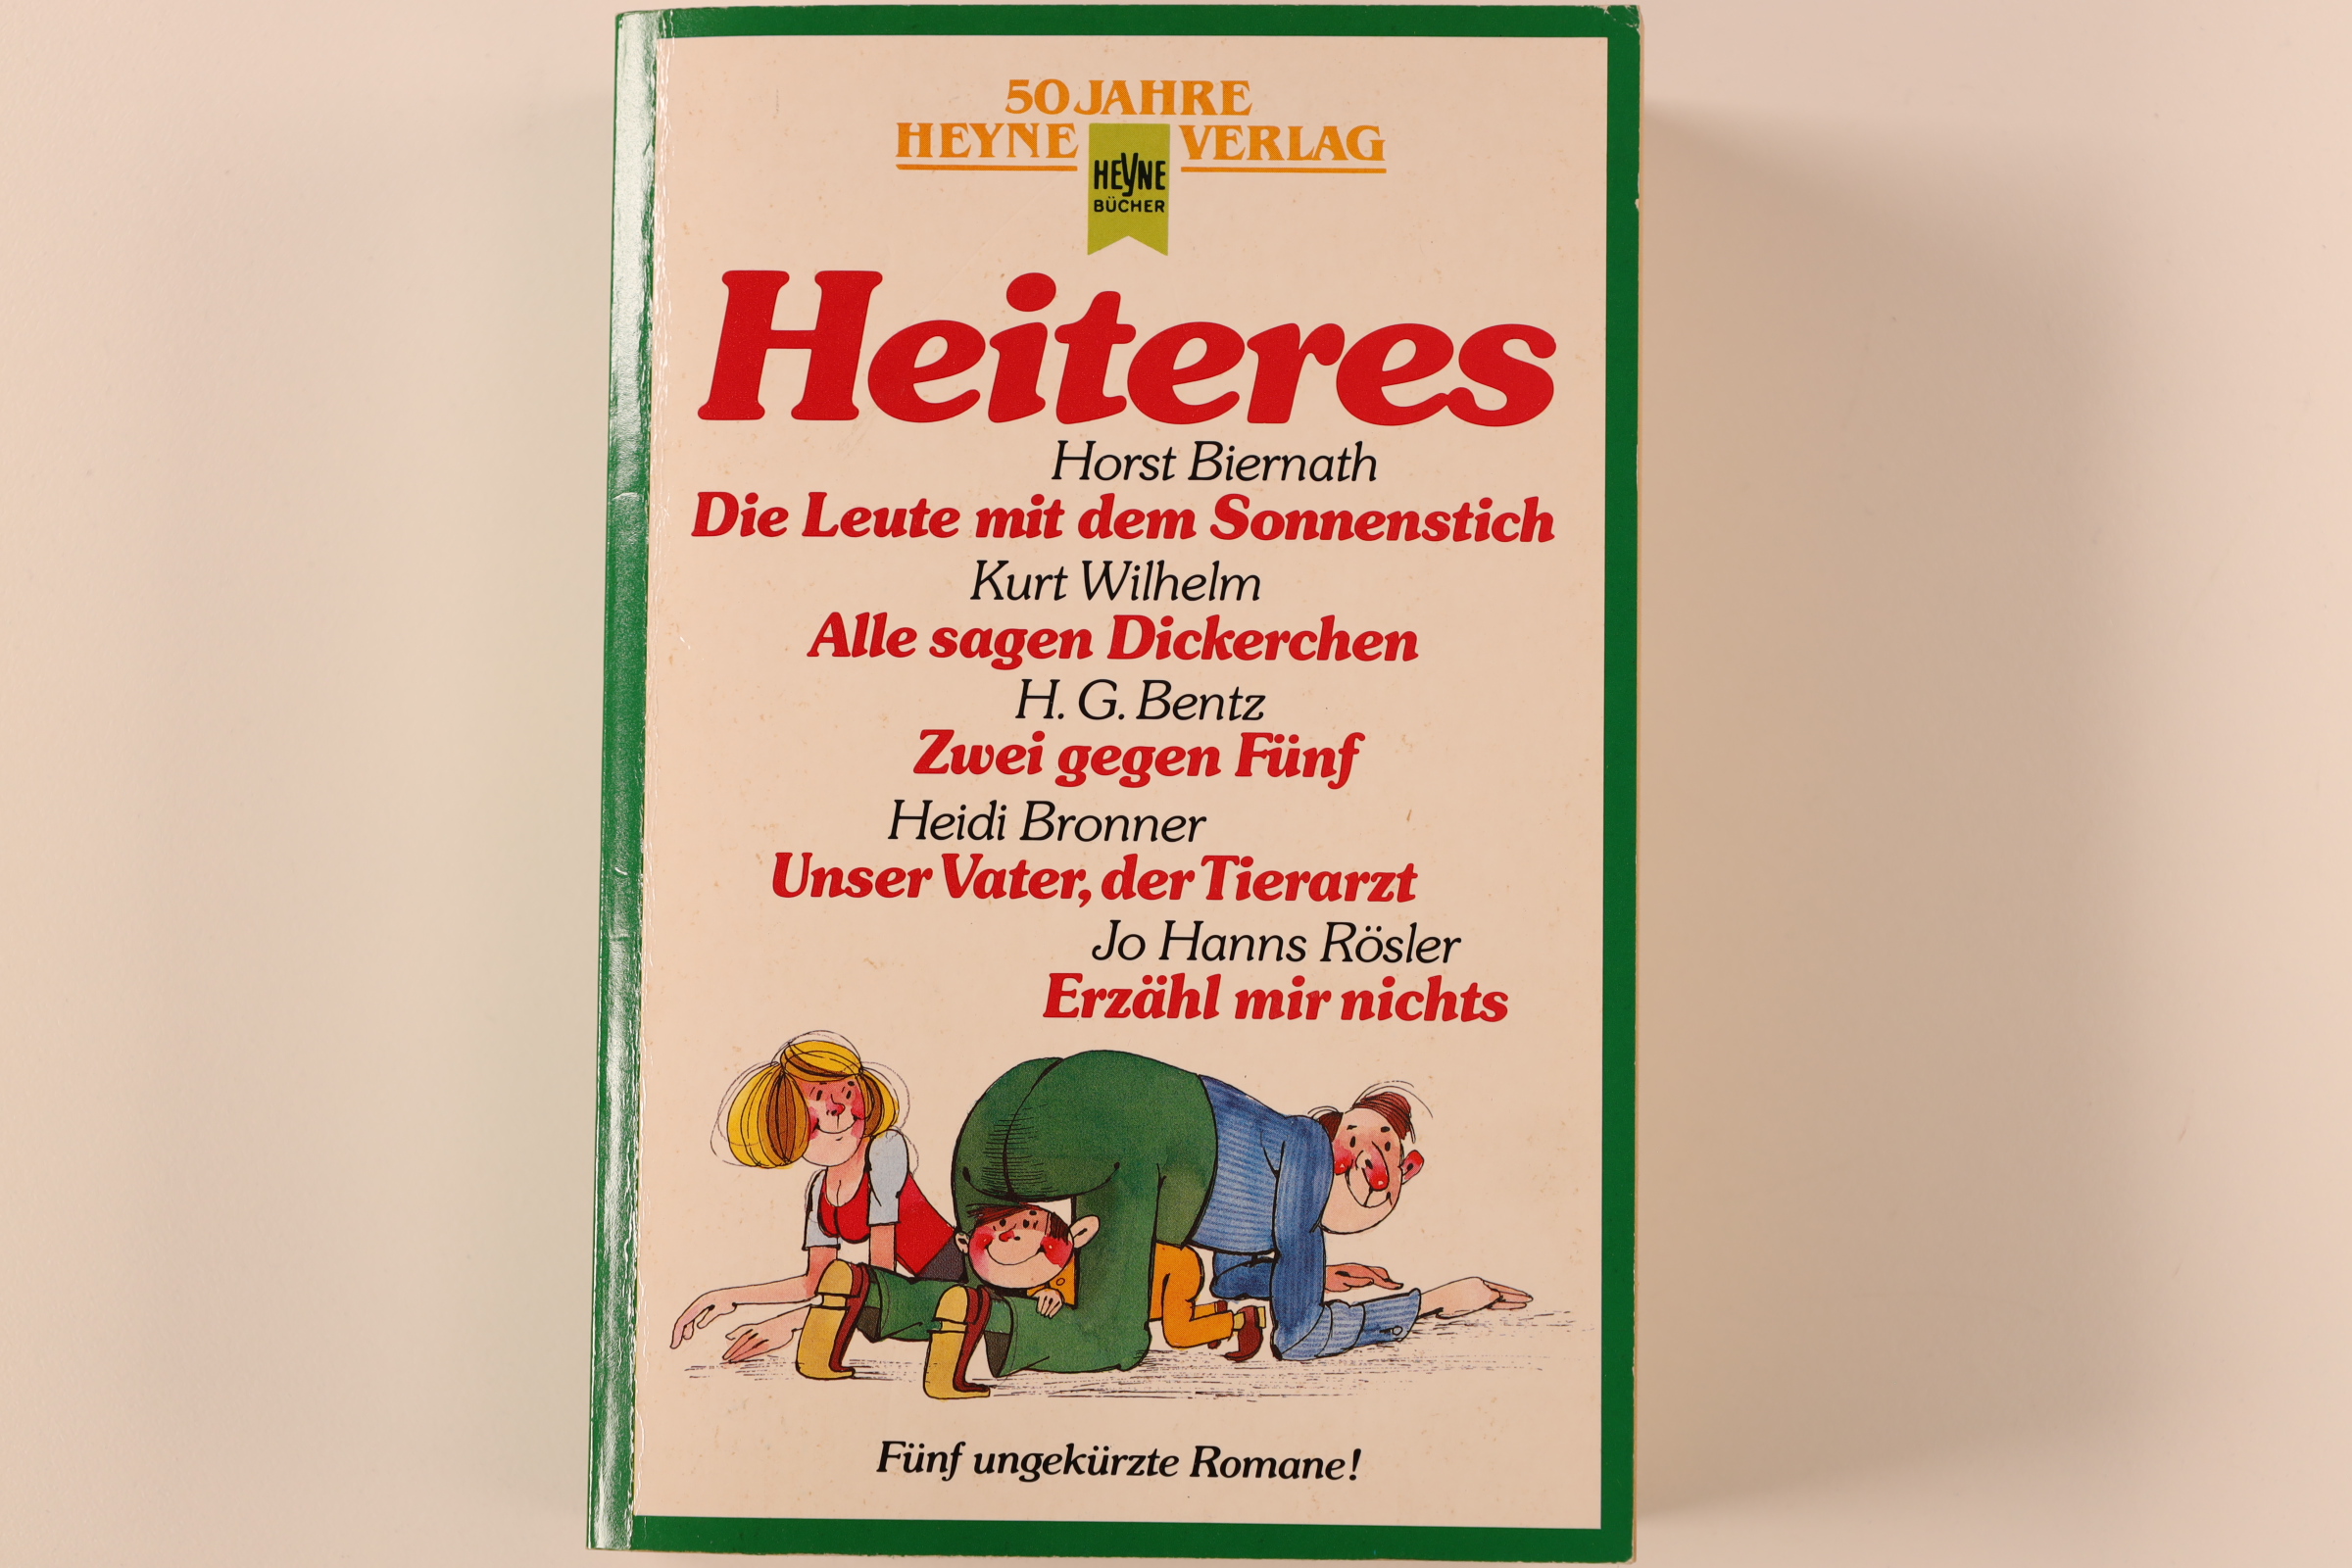 50 JAHRE
HEYNE VERLAG
HEYNE
BÜCHER
Heiteres
Horst Biernath
Die Leute mit dem Sonnenstich
Kurt Wilhelm
Alle sagen Dickerchen
H. G. Bentz
Zwei gegen Fünf
Heidi Bronner
Unser Vater, der Tierarzt
Jo Hanns Rösler
Erzähl mir nichts
Fünf ungekürzte Romane!